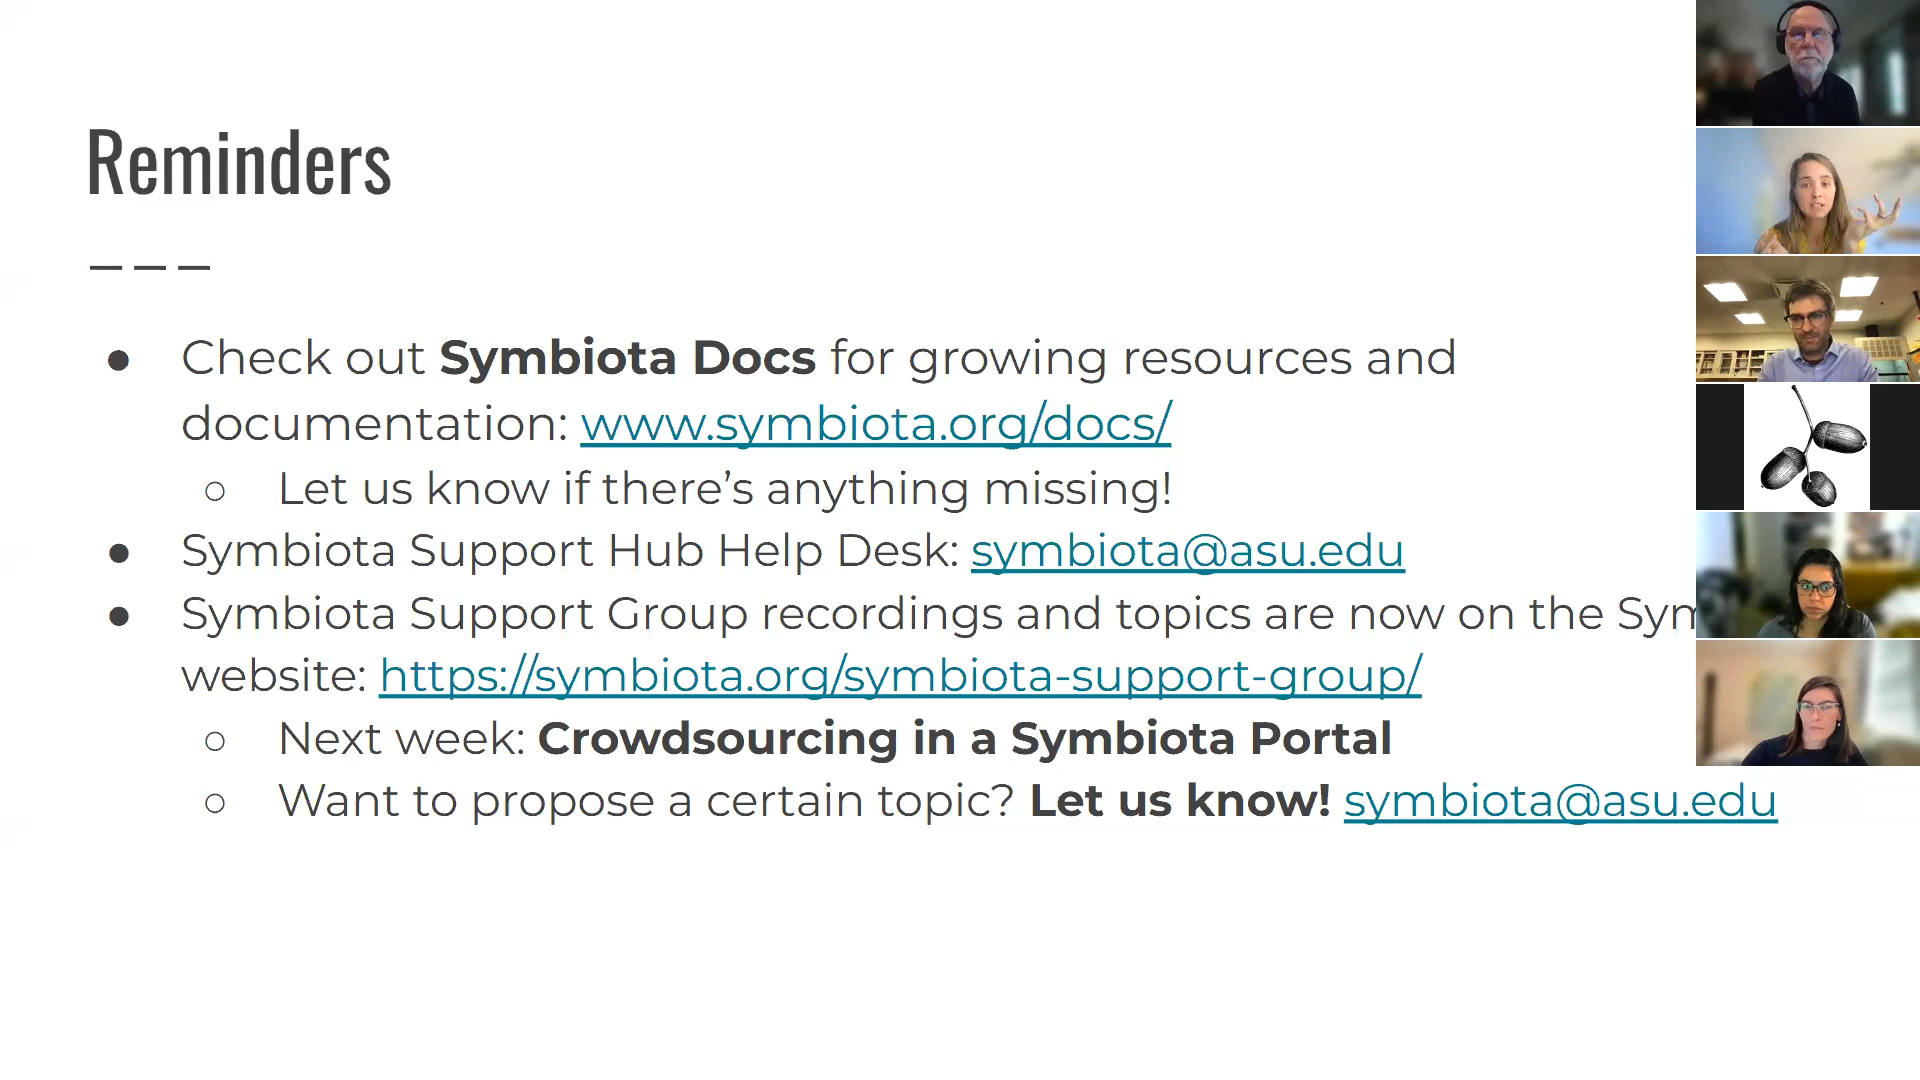 Reminders
Check out Symbiota Docs for growing resources and
documentation: www.symbiota.org/docs/
Let us know if there’s anything missing!
Symbiota Support Hub Help Desk: symbiota@asu.edu
Symbiota Support Group recordings and topics are now on the
website: https://symbiota.org/symbiota-support-group/
Next week: Crowdsourcing in a Symbiota Portal
Want to propose a certain topic? Let us know! symbiota@asu.edu